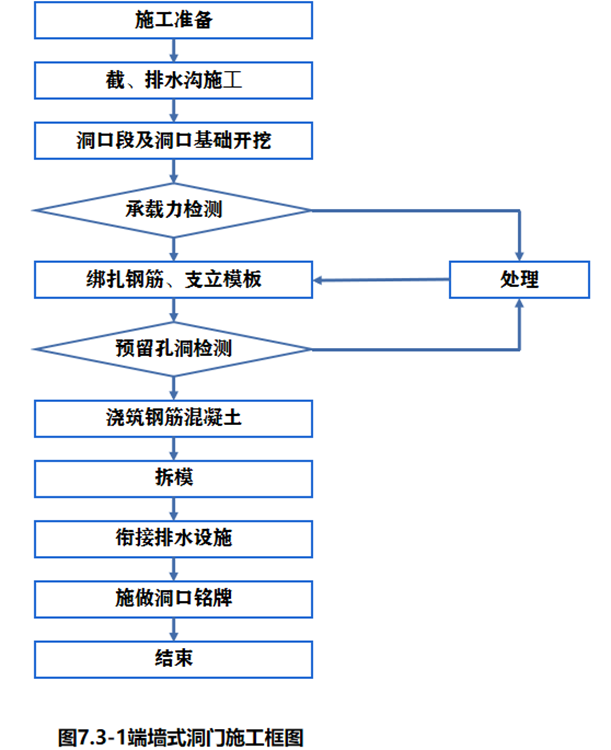 施工准备
截、排水沟施工
洞口段及洞口基础开挖
承载力检测
绑扎钢筋、支立模板
处理
预留孔洞检测
浇筑钢筋混凝土
拆模
衔接排水设施
施做洞口铭牌
结束
图7.3-1端墙式洞门施工框图